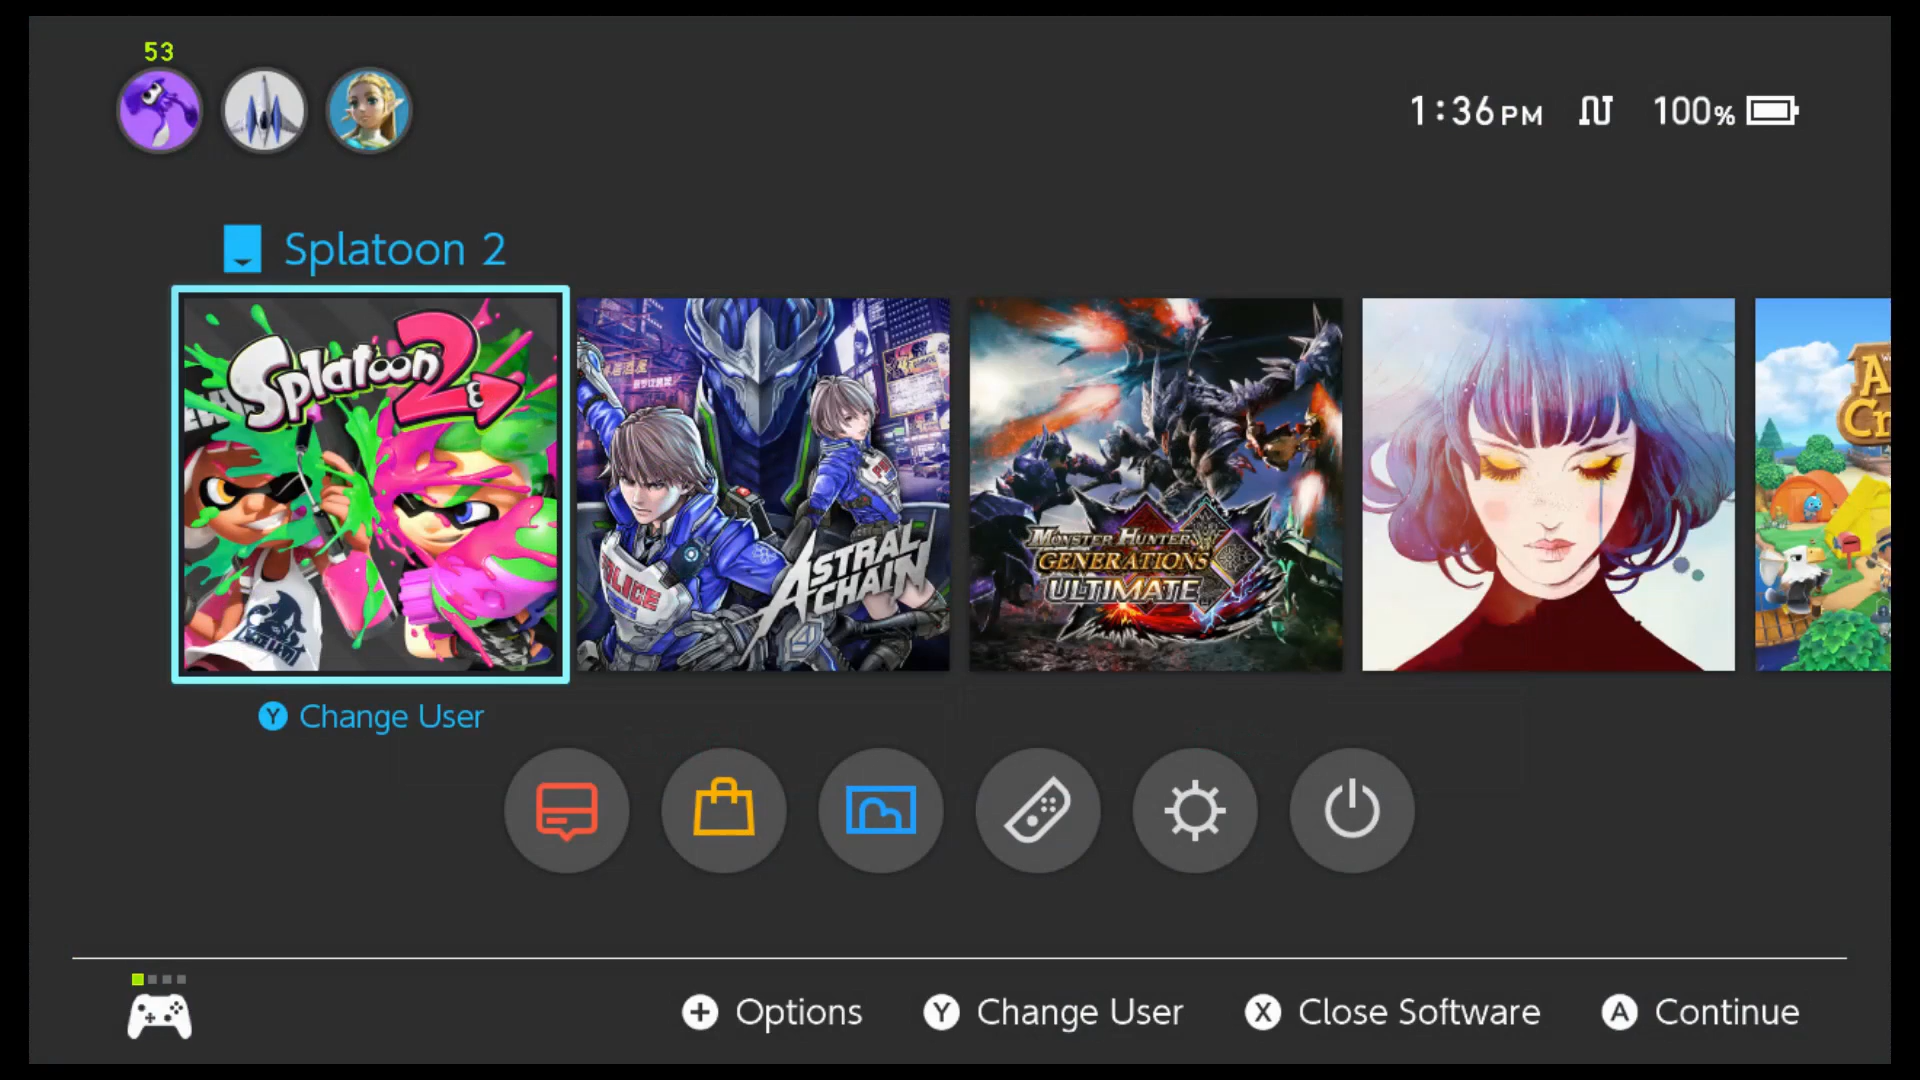 53
1:36 PM
100%
Splatoon 2
Splatoon 2
POLICE
ASTRAL CHAIN
MONSTER HUNTER
GENERATIONS
ULTIMATE
Y Change User
+ Options
Y Change User
X Close Software
A Continue